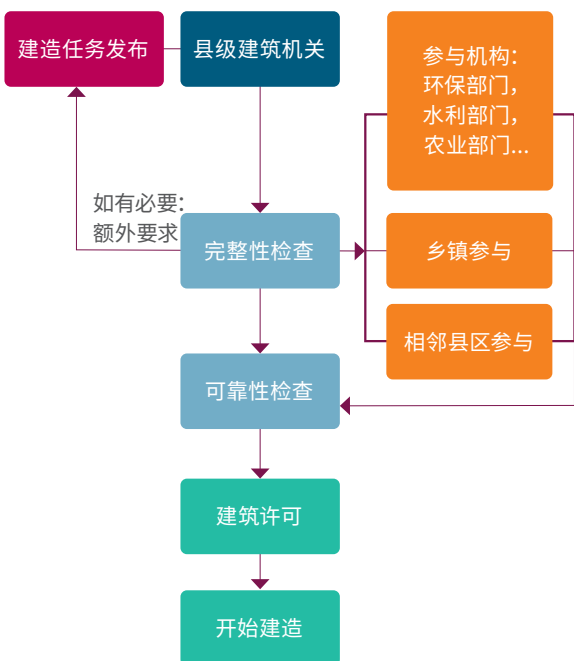 建造任务发布
县级建筑机关
参与机构：
环保部门，
水利部门，
农业部门...
如有必要：
额外要求
完整性检查
乡镇参与
相邻县区参与
可靠性检查
建筑许可
开始建造